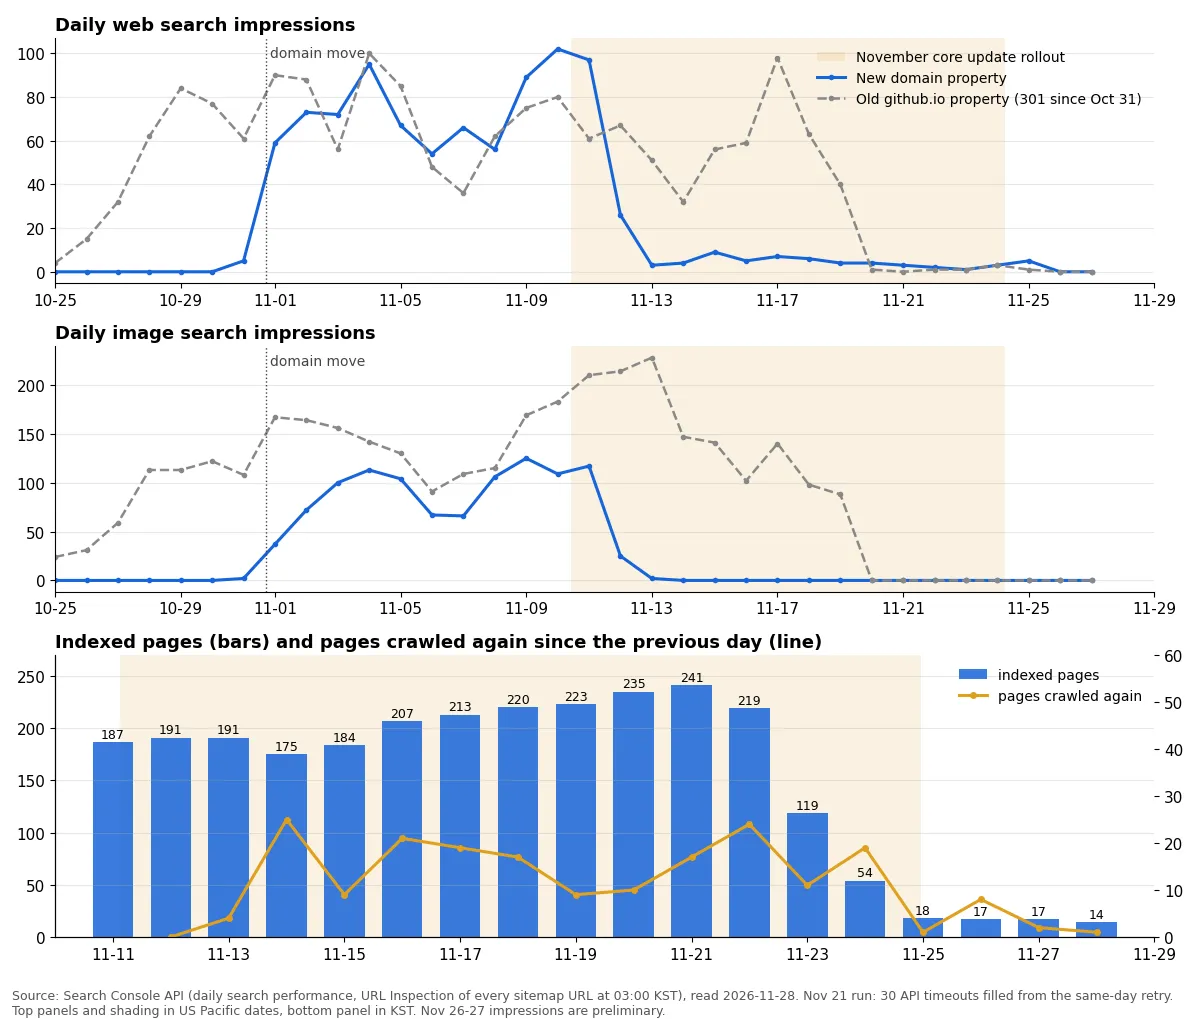 Daily web search impressions
100
80
60
40
20
0
domain move
November core update rollout
New domain property
Old github.io property (301 since Oct 31)
10-25 10-29 11-01 11-05 11-09 11-13 11-17 11-21 11-25 11-29
Daily image search impressions
200
150
100
50
0
domain move
10-25 10-29 11-01 11-05 11-09 11-13 11-17 11-21 11-25 11-29
Indexed pages (bars) and pages crawled again since the previous day (line)
250
200
150
100
50
0
187 191 191 175 184 207 213 220 223 235 241 219 119 54 18 17 17 14
indexed pages
pages crawled again
60
50
40
30
20
10
0
11-11 11-13 11-15 11-17 11-19 11-21 11-23 11-25 11-27 11-29
Source: Search Console API (daily search performance, URL Inspection of every sitemap URL at 03:00 KST), read 2026-11-28. Nov 21 run: 30 API timeouts filled from the same-day retry.
Top panels and shading in US Pacific dates, bottom panel in KST. Nov 26-27 impressions are preliminary.